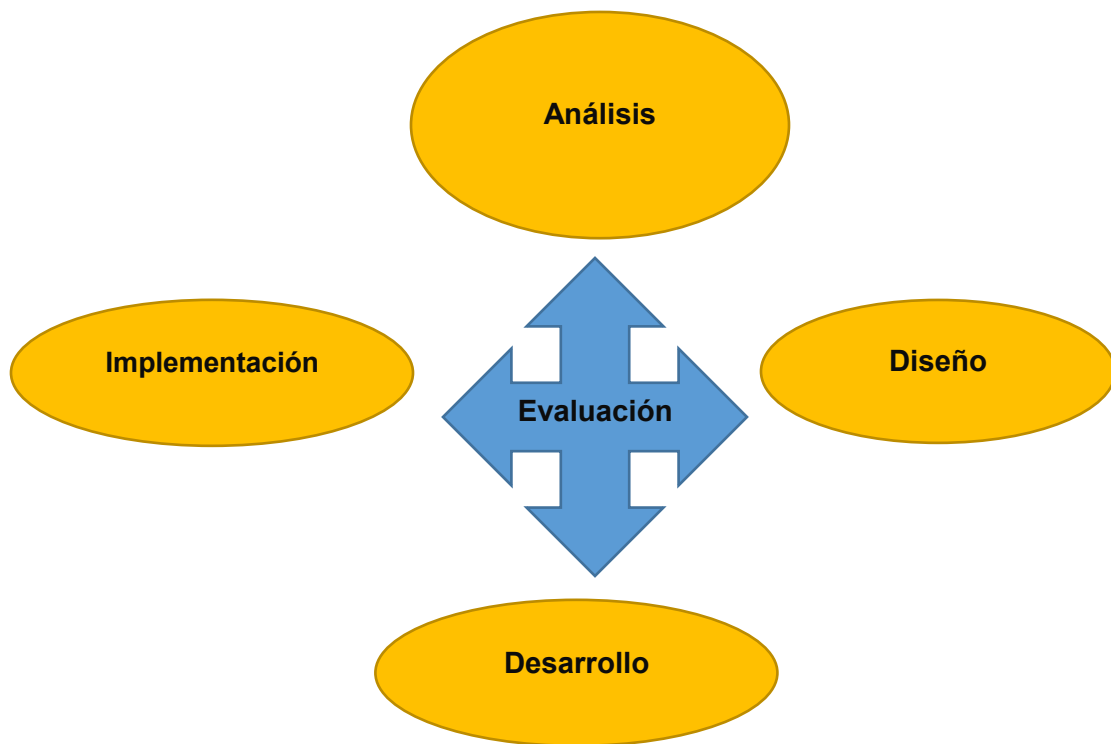 Análisis
Implementación
Diseño
Evaluación
Desarrollo